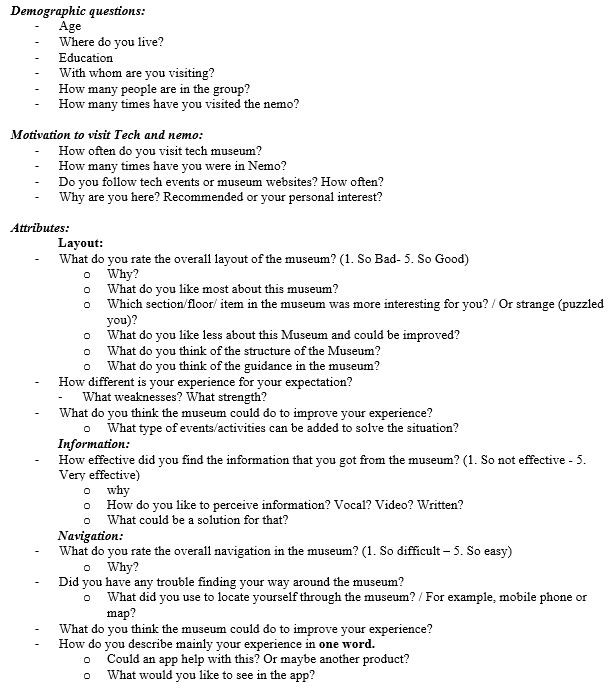 Demographic questions:
- Age
- Where do you live?
- Education
- With whom are you visiting?
- How many people are in the group?
- How many times have you visited the nemo?
Motivation to visit Tech and nemo:
- How often do you visit tech museum?
- How many times have you were in Nemo?
- Do you follow tech events or museum websites? How often?
- Why are you here? Recommended or your personal interest?
Attributes:
Layout:
- What do you rate the overall layout of the museum? (1. So Bad- 5. So Good)
o Why?
o What do you like most about this museum?
o Which section/floor/ item in the museum was more interesting for you? / Or strange (puzzled
you)?
o What do you like less about this Museum and could be improved?
o What do you think of the structure of the Museum?
o What do you think of the guidance in the museum?
- How different is your experience for your expectation?
- What weaknesses? What strength?
- What do you think the museum could do to improve your experience?
o What type of events/activities can be added to solve the situation?
Information:
- How effective did you find the information that you got from the museum? (1. So not effective - 5.
Very effective)
o why
o How do you like to perceive information? Vocal? Video? Written?
o What could be a solution for that?
Navigation:
- What do you rate the overall navigation in the museum? (1. So difficult – 5. So easy)
o Why?
- Did you have any trouble finding your way around the museum?
o What did you use to locate yourself through the museum? / For example, mobile phone or
map?
- What do you think the museum could do to improve your experience?
- How do you describe mainly your experience in one word.
o Could an app help with this? Or maybe another product?
o What would you like to see in the app?